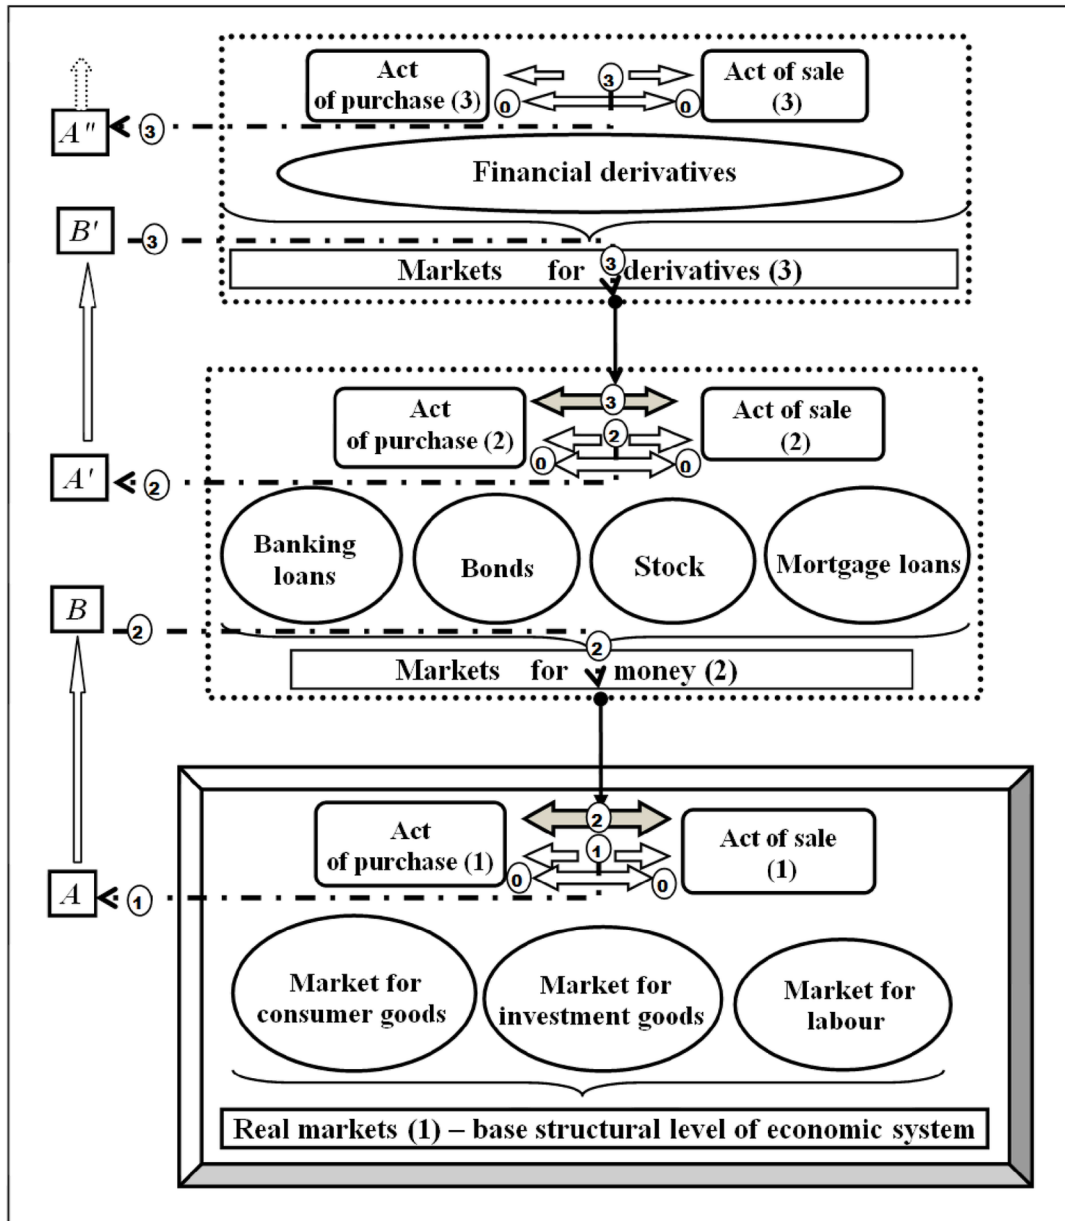 Act
of purchase (3)
3
Act of sale
(3)
0
0
A"
3
Financial derivatives
B'
3
3
Markets for derivatives (3)
3
Act
of purchase (2)
Act of sale
(2)
2
0
0
A'
2
Banking
loans
Bonds
Stock
Mortgage loans
B
2
2
Markets for money (2)
2
Act
of purchase (1)
Act of sale
(1)
1
0
0
A
1
Market for
consumer goods
Market for
investment goods
Market for
labour
Real markets (1) – base structural level of economic system